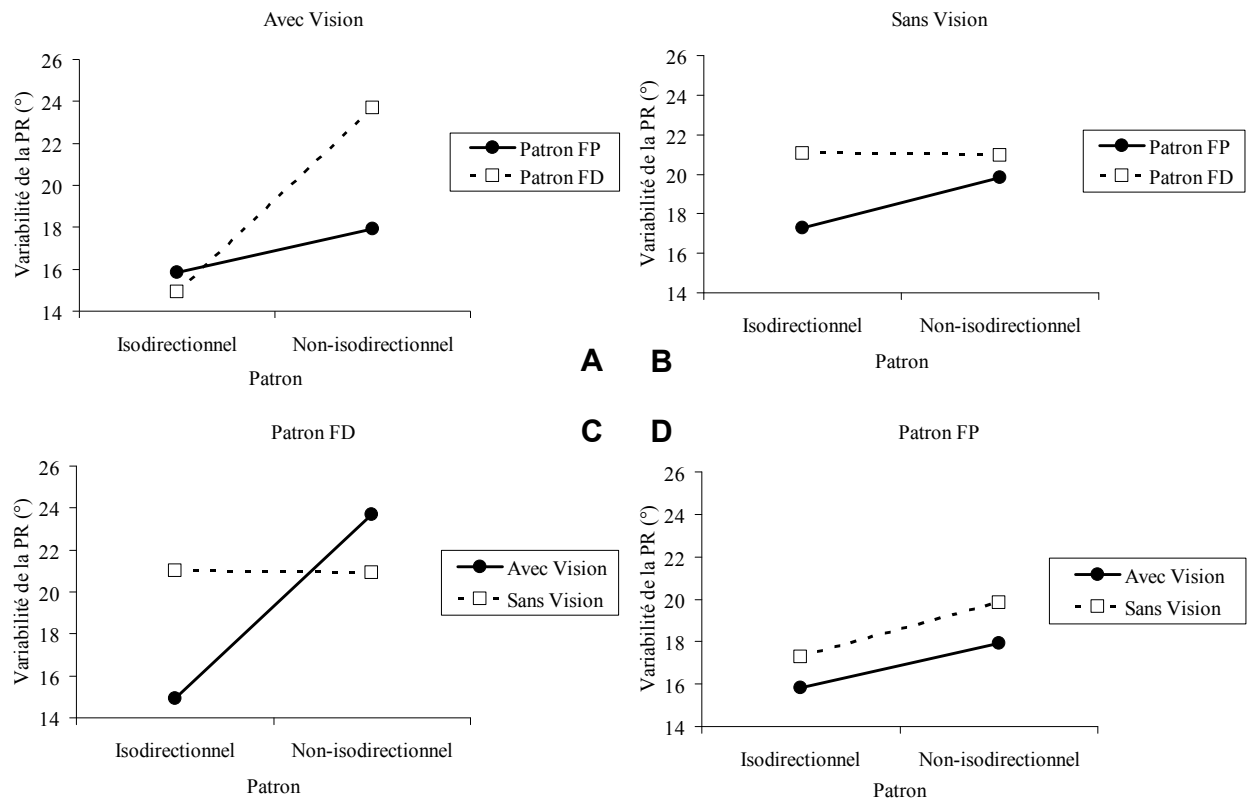 Avec Vision
Variabilité de la PR (°)
26
24
22
20
18
16
14
Isodirectionnel Non-isodirectionnel
Patron
Patron FP
Patron FD
A
Sans Vision
Variabilité de la PR (°)
26
24
22
20
18
16
14
Isodirectionnel Non-isodirectionnel
Patron
Patron FP
Patron FD
B
Patron FD
C
Variabilité de la PR (°)
26
24
22
20
18
16
14
Isodirectionnel Non-isodirectionnel
Patron
Avec Vision
Sans Vision
D
Patron FP
Variabilité de la PR (°)
26
24
22
20
18
16
14
Isodirectionnel Non-isodirectionnel
Patron
Avec Vision
Sans Vision